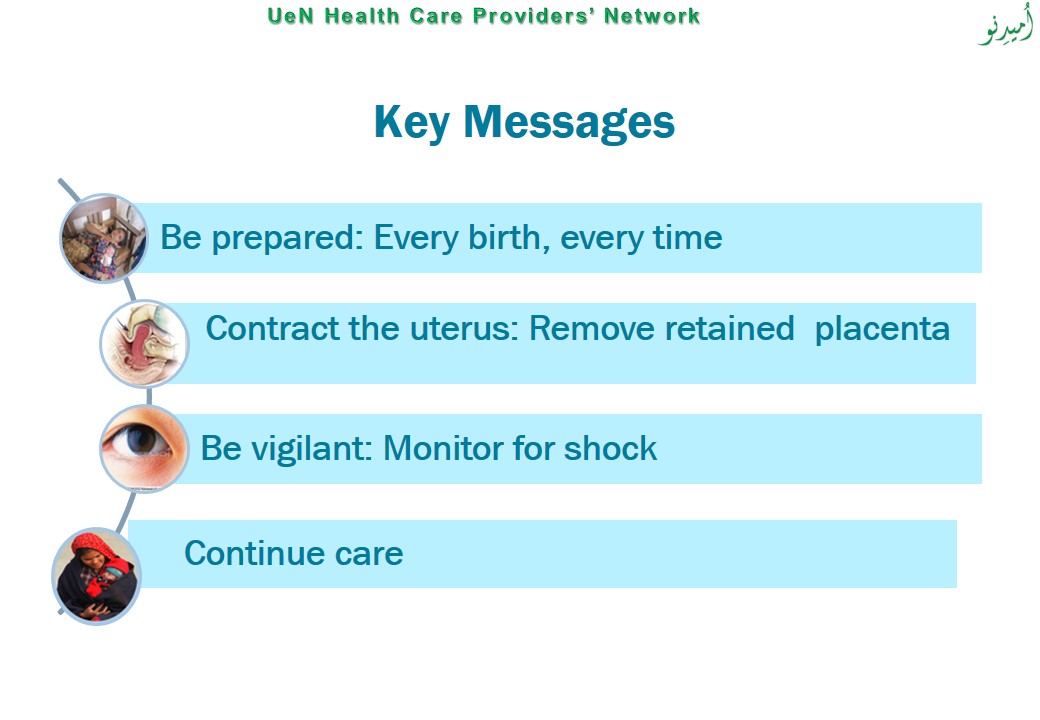 UeN Health Care Providers’ Network
اُمیدِنو
Key Messages
Be prepared: Every birth, every time
Contract the uterus: Remove retained  placenta
Be vigilant: Monitor for shock
Continue care